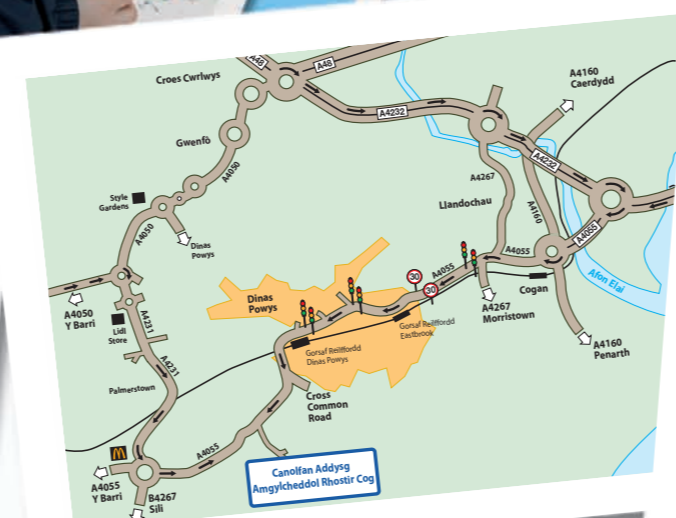 A48
A48
Croes Cwrlwys
A4160
Caerdydd
A4232
Gwenfô
A4050
A4232
A4267
Style
Gardens
Llandochau
A4160
A4050
Dinas
Powys
A4055
A4055
30
A4055
Afon Elai
Cogan
30
Dinas
Powys
A4050
Y Barri
A4231
A4267
Morristown
Lidl
Store
Gorsaf Reilffordd
Eastbrook
A4160
Penarth
Gorsaf Reilffordd
Dinas Powys
A4231
Palmerstown
Cross
Common
Road
A4055
Canolfan Addysg
Amgylcheddol Rhostir Cog
A4055
Y Barri
B4267
Sili